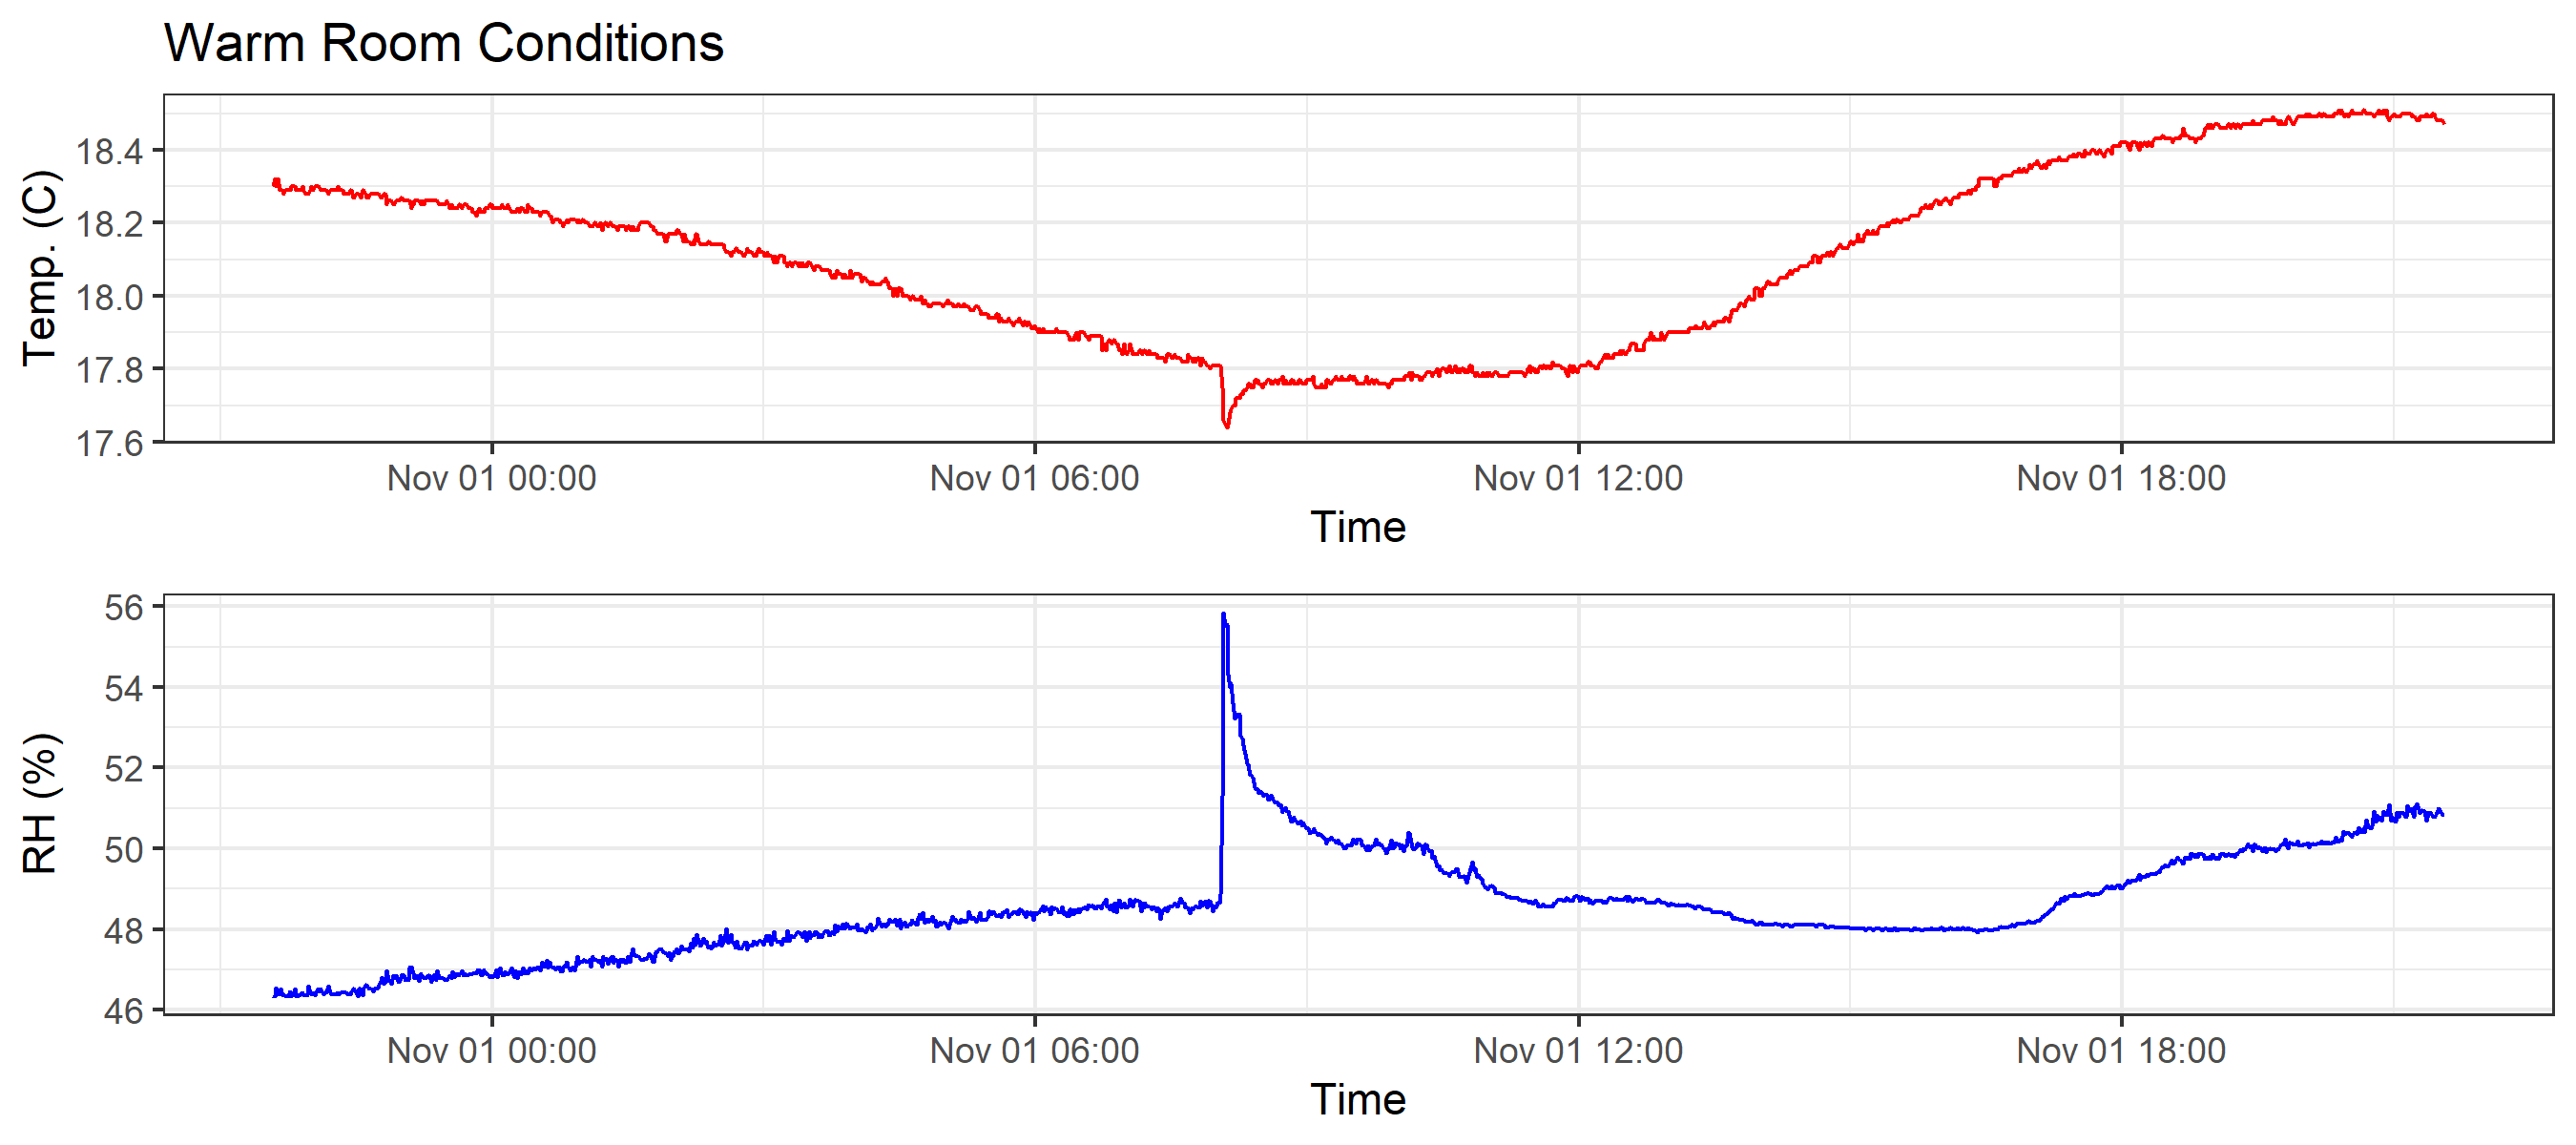 Warm Room Conditions
Temp. (C)
18.4
18.2
18.0
17.8
17.6
Nov 01 00:00 Nov 01 06:00 Nov 01 12:00 Nov 01 18:00
Time
RH (%)
56
54
52
50
48
46
Nov 01 00:00 Nov 01 06:00 Nov 01 12:00 Nov 01 18:00
Time